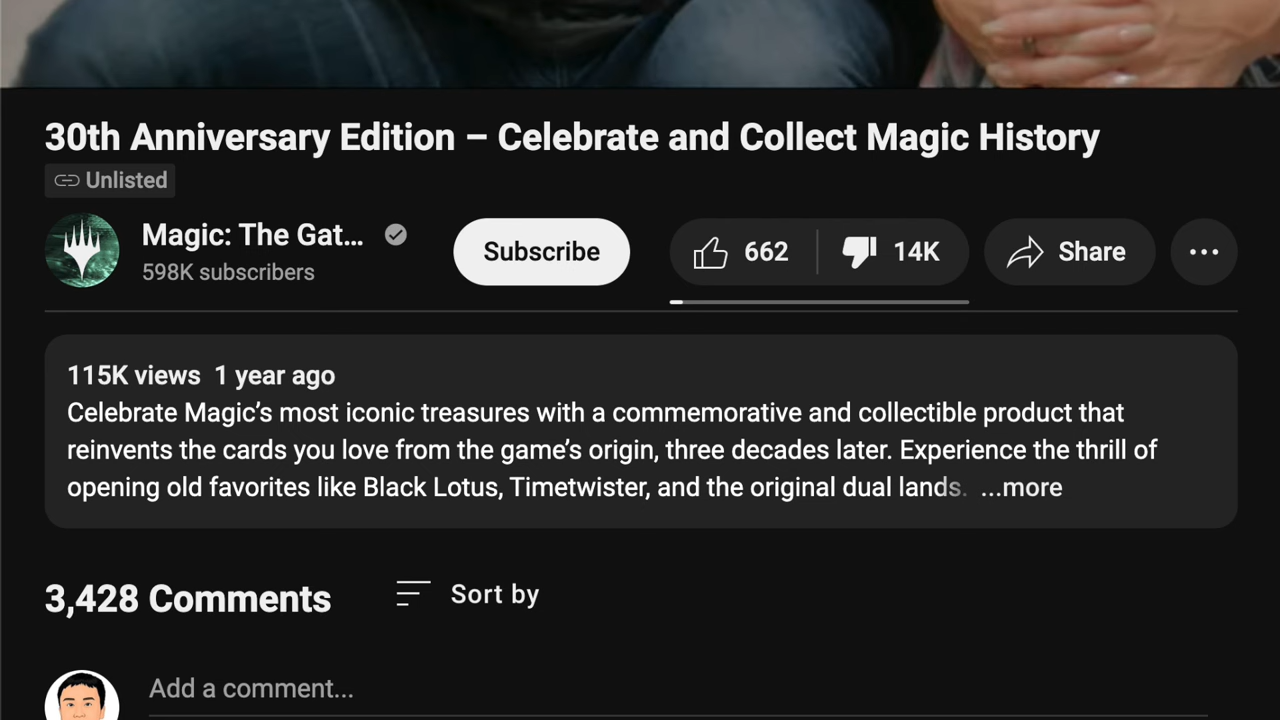 30th Anniversary Edition – Celebrate and Collect Magic History
Unlisted
Magic: The Gat...
598K subscribers
Subscribe
662
14K
Share
115K views 1 year ago
Celebrate Magic’s most iconic treasures with a commemorative and collectible product that
reinvents the cards you love from the game’s origin, three decades later. Experience the thrill of
opening old favorites like Black Lotus, Timetwister, and the original dual lands. ...more
3,428 Comments
Sort by
Add a comment...